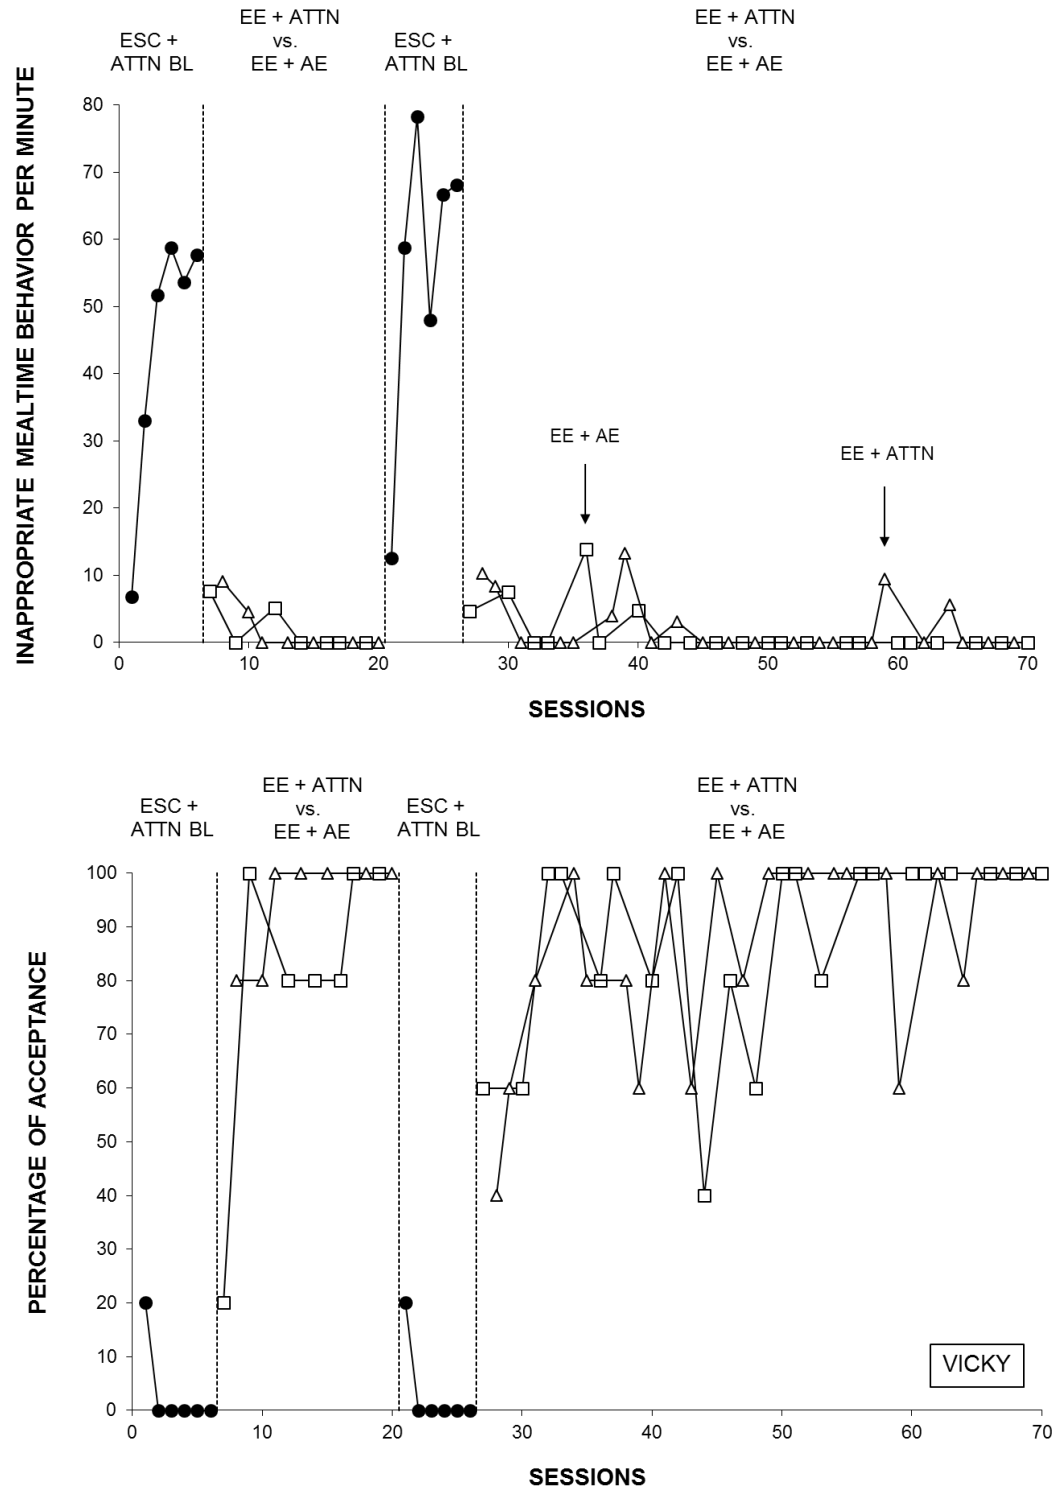 EE + ATTN
vs.
EE + AE
ESC +
ATTN BL
EE + ATTN
vs.
EE + AE
ESC +
ATTN BL
INAPPROPRIATE MEALTIME BEHAVIOR PER MINUTE
80
70
60
50
40
30
20
10
0
EE + AE
EE + ATTN
0 10 20 30 40 50 60 70
SESSIONS
ESC +
ATTN BL
EE + ATTN
vs.
EE + AE
ESC +
ATTN BL
EE + ATTN
vs.
EE + AE
PERCENTAGE OF ACCEPTANCE
100
90
80
70
60
50
40
30
20
10
0
VICKY
0 10 20 30 40 50 60 70
SESSIONS